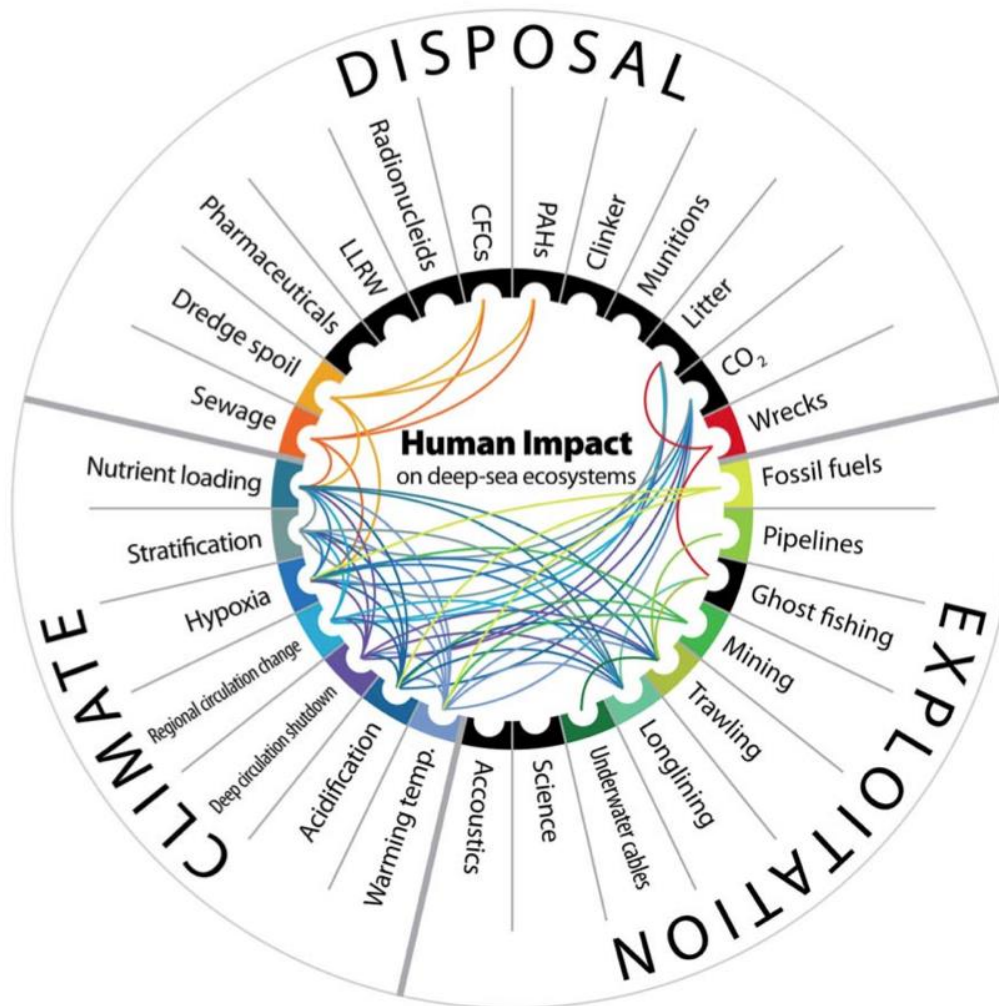 DISPOSAL
Sewage
Dredge spoil
Pharmaceuticals
LLRW
Radionucleids
CFCs
PAHs
Clinker
Munitions
Litter
CO₂
Wrecks
Human Impact
on deep-sea ecosystems
EXPLOITATION
Fossil fuels
Pipelines
Ghost fishing
Mining
Trawling
Longlining
Underwater cables
Science
Accoustics
CLIMATE
Nutrient loading
Stratification
Hypoxia
Regional circulation change
Deep circulation shutdown
Acidification
Warming temp.